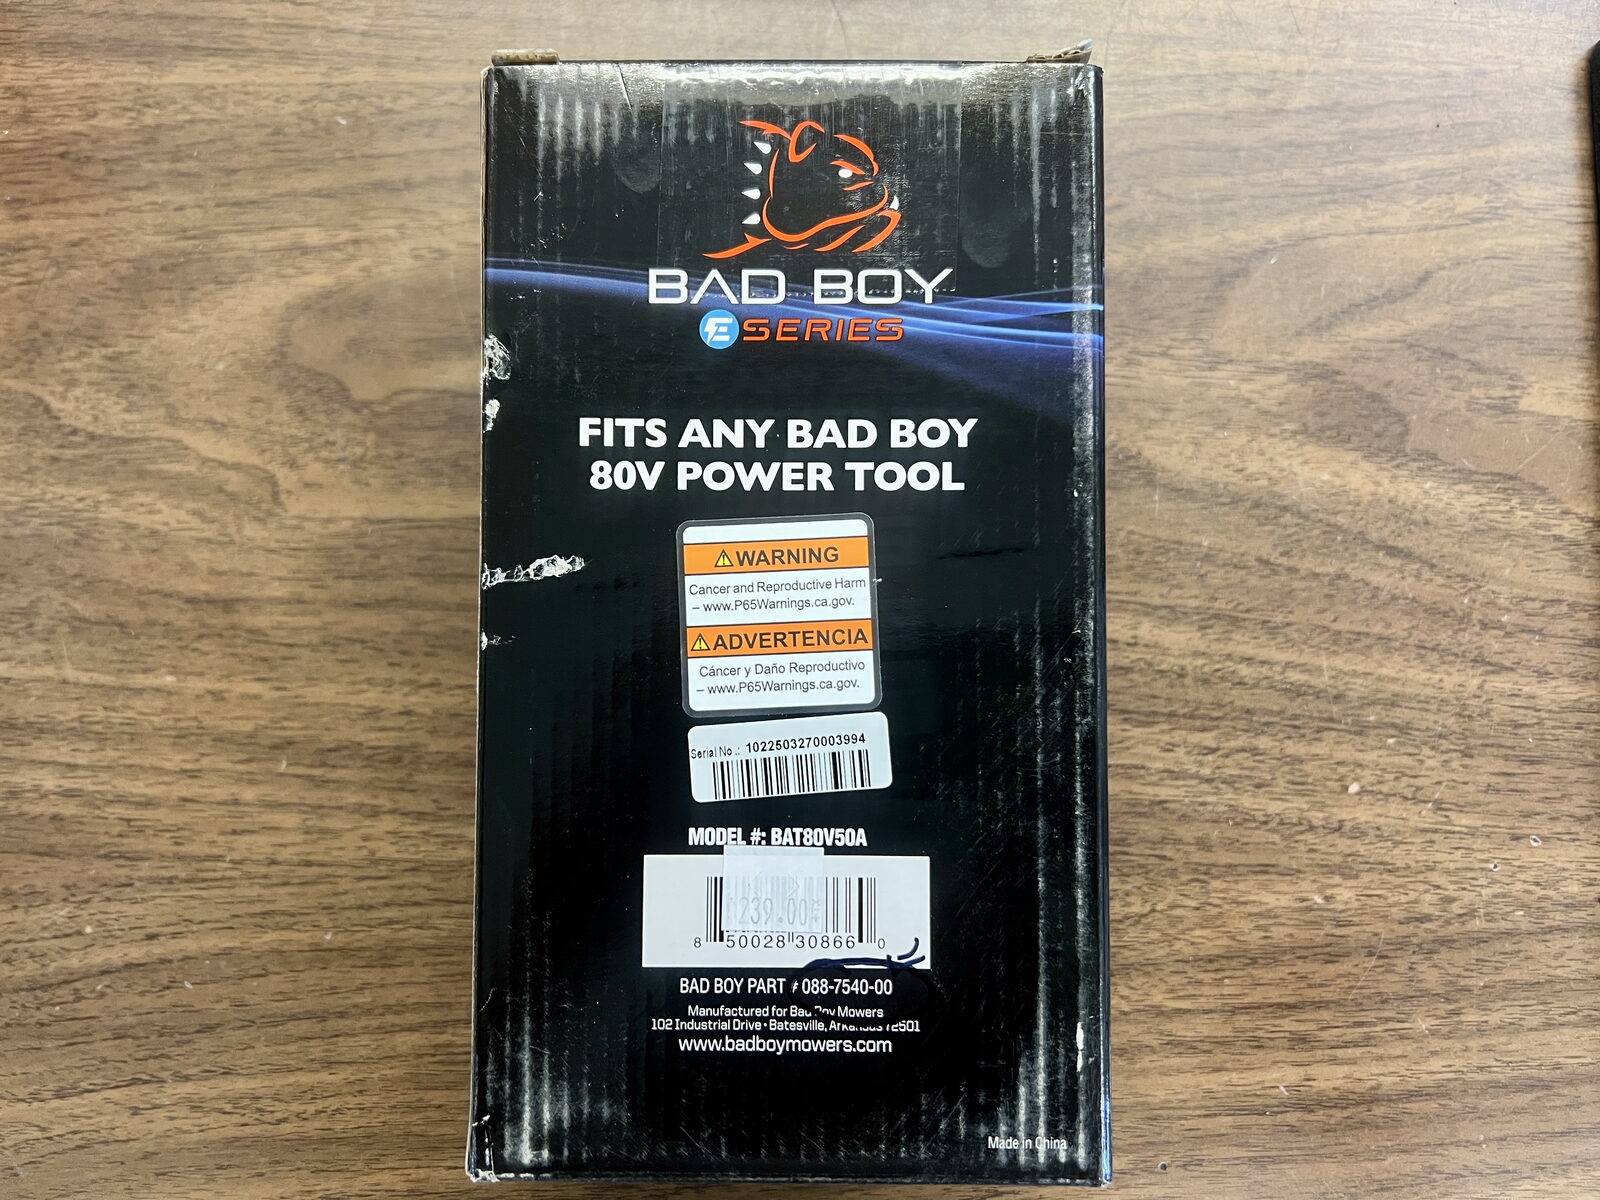 BAD BOY
E SERIES
FITS ANY BAD BOY
80V POWER TOOL
WARNING
Cancer and Reproductive Harm
– www.P65Warnings.ca.gov.
ADVERTENCIA
Cáncer y Daño Reproductivo
– www.P65Warnings.ca.gov.
Serial No.: 1022503270003994
MODEL #: BAT80V50A
239.00
8 50028 30866 0
BAD BOY PART # 088-7540-00
Manufactured for Bad Boy Mowers
102 Industrial Drive • Batesville, Arkansas 72501
www.badboymowers.com
Made in China